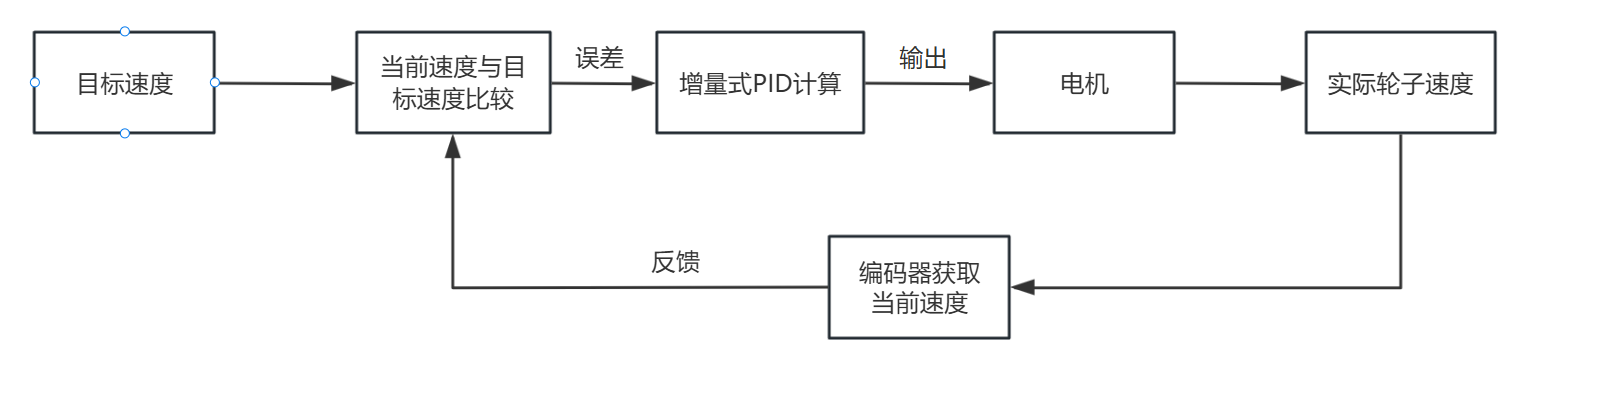 目标速度
当前速度与目
标速度比较
误差
增量式PID计算
输出
电机
实际轮子速度
反馈
编码器获取
当前速度